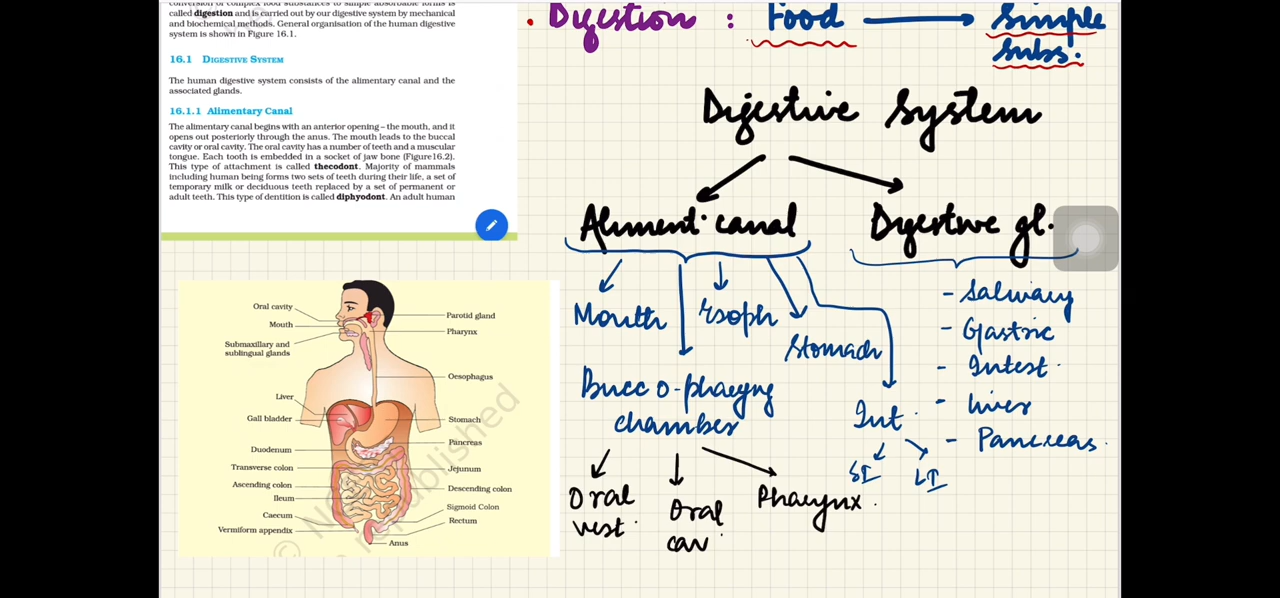 conversion of complex food substances to simple absorbable forms is
called digestion and is carried out by our digestive system by mechanical
and biochemical methods. General organisation of the human digestive
system is shown in Figure 16.1.
16.1 DIGESTIVE SYSTEM
The human digestive system consists of the alimentary canal and the
associated glands.
16.1.1 Alimentary Canal
The alimentary canal begins with an anterior opening – the mouth, and it
opens out posteriorly through the anus. The mouth leads to the buccal
cavity or oral cavity. The oral cavity has a number of teeth and a muscular
tongue. Each tooth is embedded in a socket of jaw bone (Figure16.2).
This type of attachment is called thecodont. Majority of mammals
including human being forms two sets of teeth during their life, a set of
temporary milk or deciduous teeth replaced by a set of permanent or
adult teeth. This type of dentition is called diphyodont. An adult human
Oral cavity
Mouth
Submaxillary and
sublingual glands
Liver
Gall bladder
Duodenum
Transverse colon
Ascending colon
Ileum
Caecum
Vermiform appendix
Parotid gland
Pharynx
Oesophagus
Stomach
Pancreas
Jejunum
Descending colon
Sigmoid Colon
Rectum
Anus
Digestion : Food → Simple
Subs.
Digestive System
Aliment. canal
Digestive gl.
Mouth
Esoph
Stomach
Bucco-pharyng
chamber
Int.
SI
LI
Oral
vest.
Oral
cav.
Pharynx.
- Salivary
- Gastric
- Intest.
- Liver
- Pancreas.